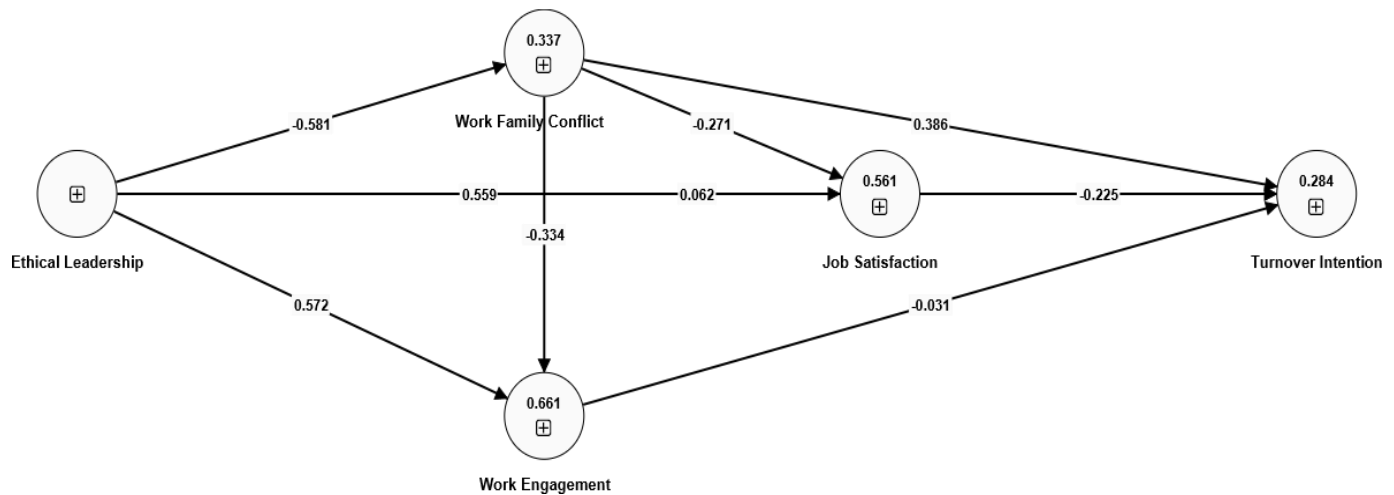 0.337
Work Family Conflict
-0.581
-0.271
0.386
0.559
0.062
0.561
-0.225
0.284
-0.334
Ethical Leadership
Job Satisfaction
Turnover Intention
0.572
-0.031
0.661
Work Engagement